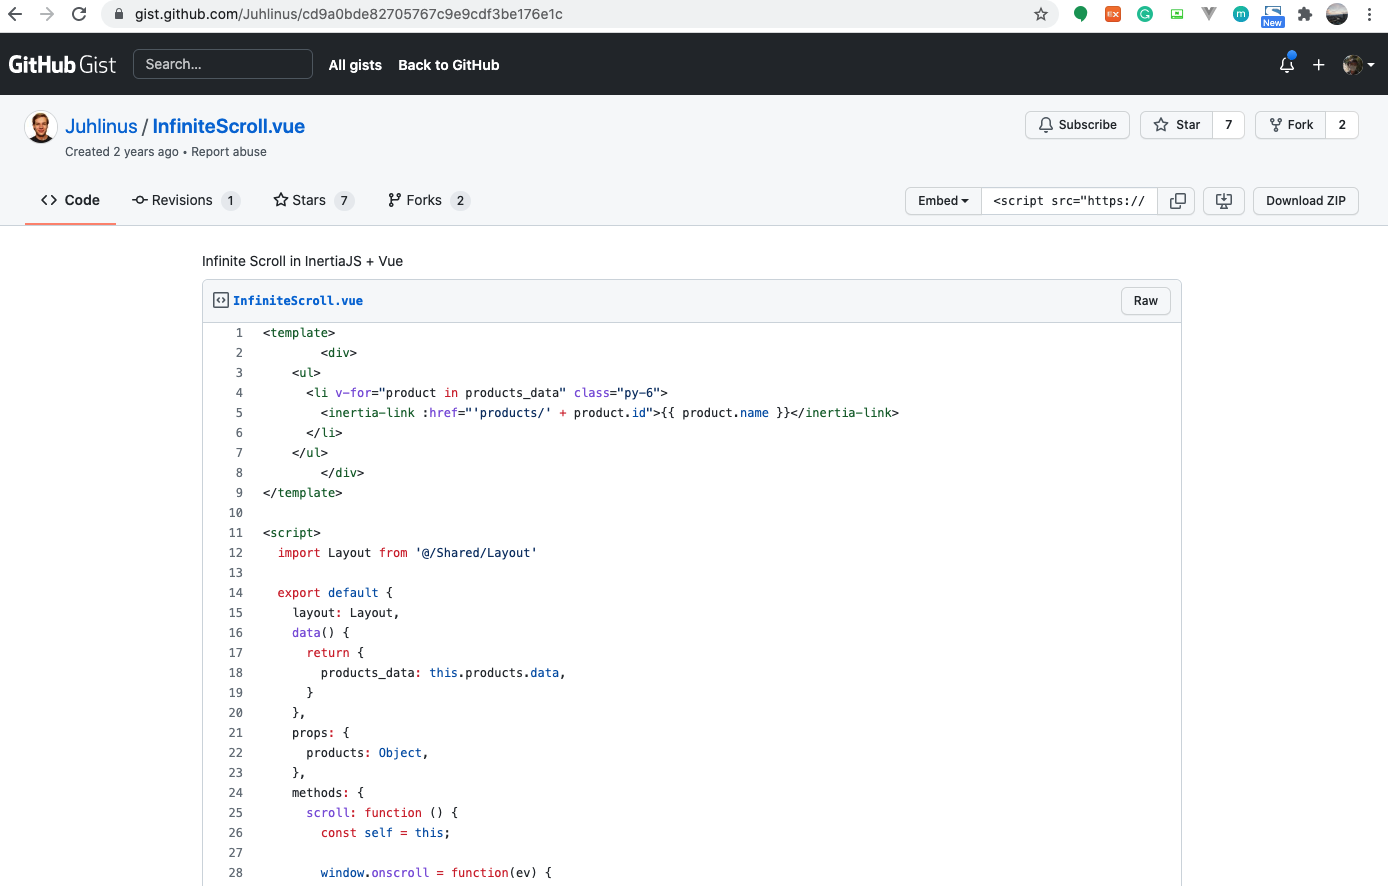 gist.github.com/Juhlinus/cd9a0bde82705767c9e9cdf3be176e1c
EX
G
m
New
GitHub Gist
Search...
All gists
Back to GitHub
Juhlinus / InfiniteScroll.vue
Created 2 years ago • Report abuse
Subscribe
Star 7
Fork 2
Code
Revisions 1
Stars 7
Forks 2
Embed
<script src="https://
Download ZIP
Infinite Scroll in InertiaJS + Vue
InfiniteScroll.vue
Raw
1 <template>
2 <div>
3 <ul>
4 <li v-for="product in products_data" class="py-6">
5 <inertia-link :href="'products/' + product.id">{{ product.name }}</inertia-link>
6 </li>
7 </ul>
8 </div>
9 </template>
10
11 <script>
12 import Layout from '@/Shared/Layout'
13
14 export default {
15 layout: Layout,
16 data() {
17 return {
18 products_data: this.products.data,
19 }
20 },
21 props: {
22 products: Object,
23 },
24 methods: {
25 scroll: function () {
26 const self = this;
27
28 window.onscroll = function(ev) {